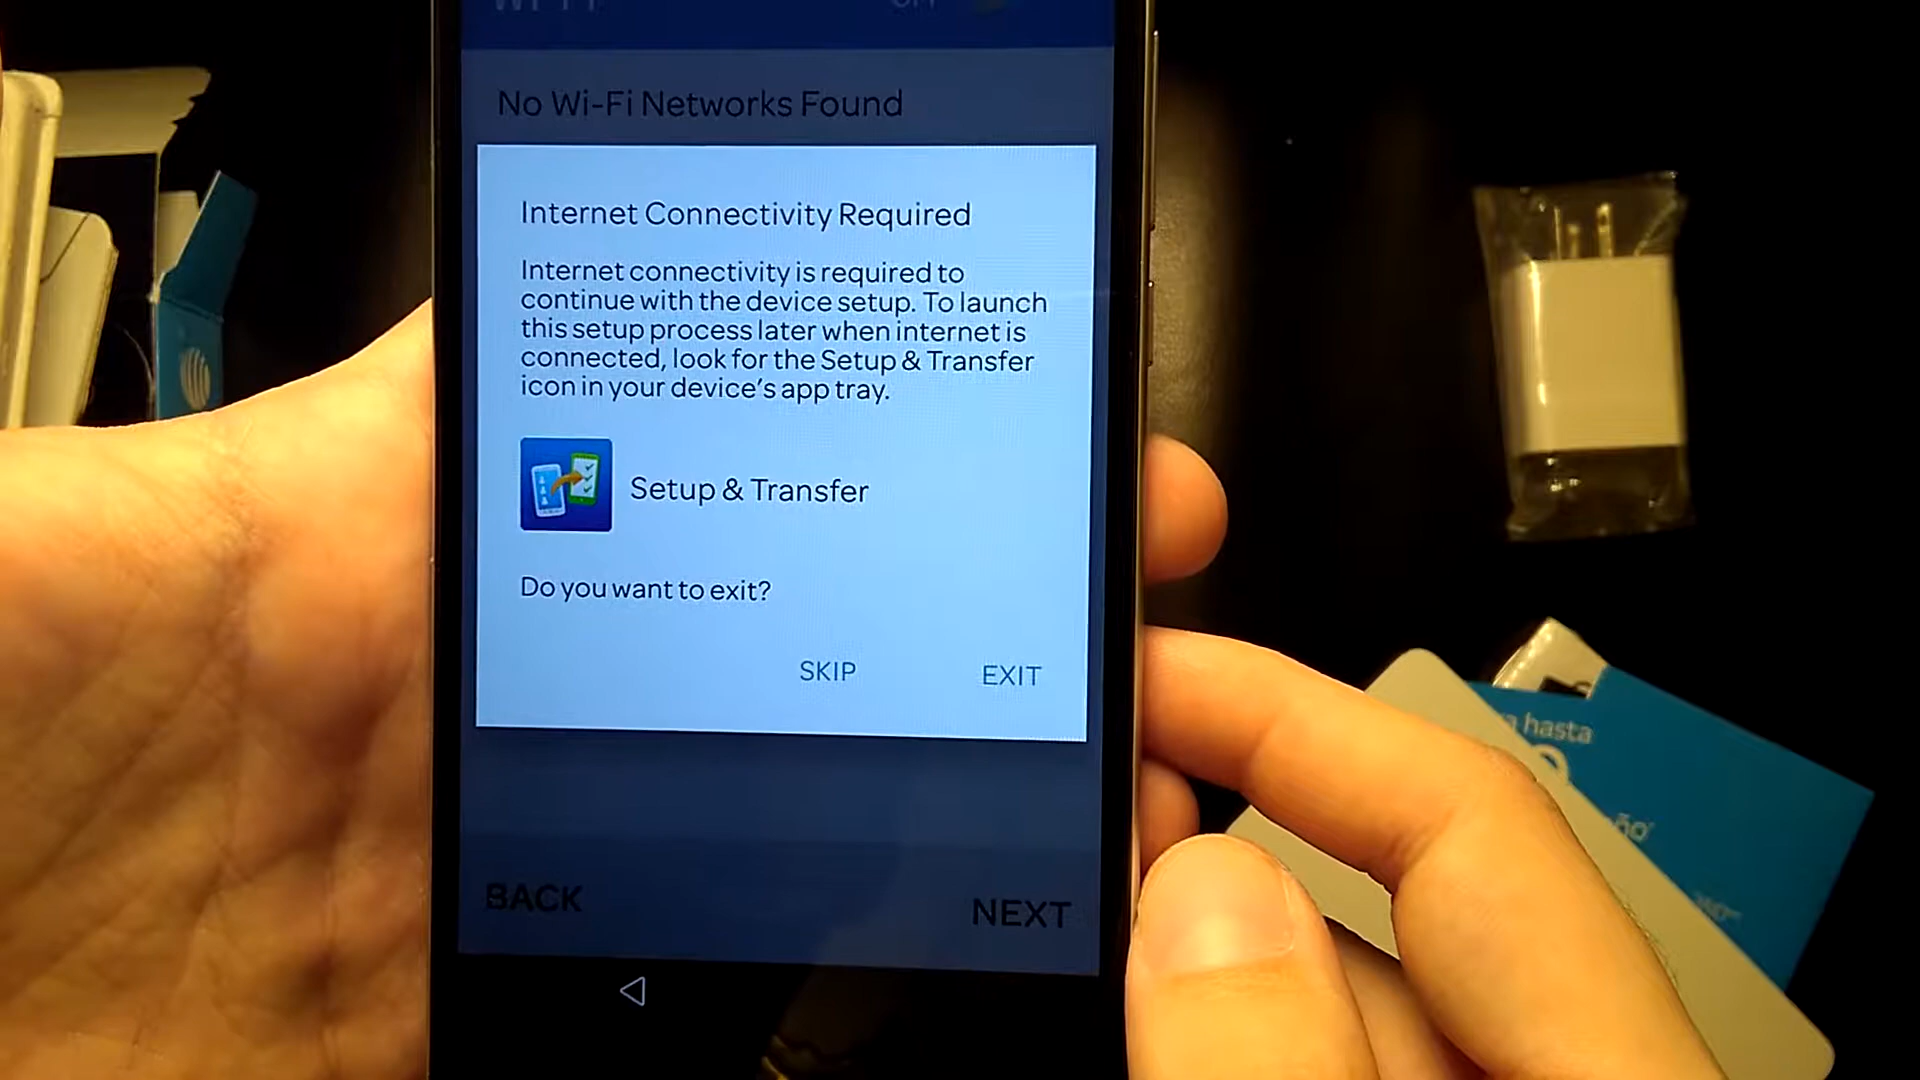 WI-FI
No Wi-Fi Networks Found
Internet Connectivity Required
Internet connectivity is required to
continue with the device setup. To launch
this setup process later when internet is
connected, look for the Setup & Transfer
icon in your device's app tray.
Setup & Transfer
Do you want to exit?
SKIP EXIT
BACK NEXT
hasta